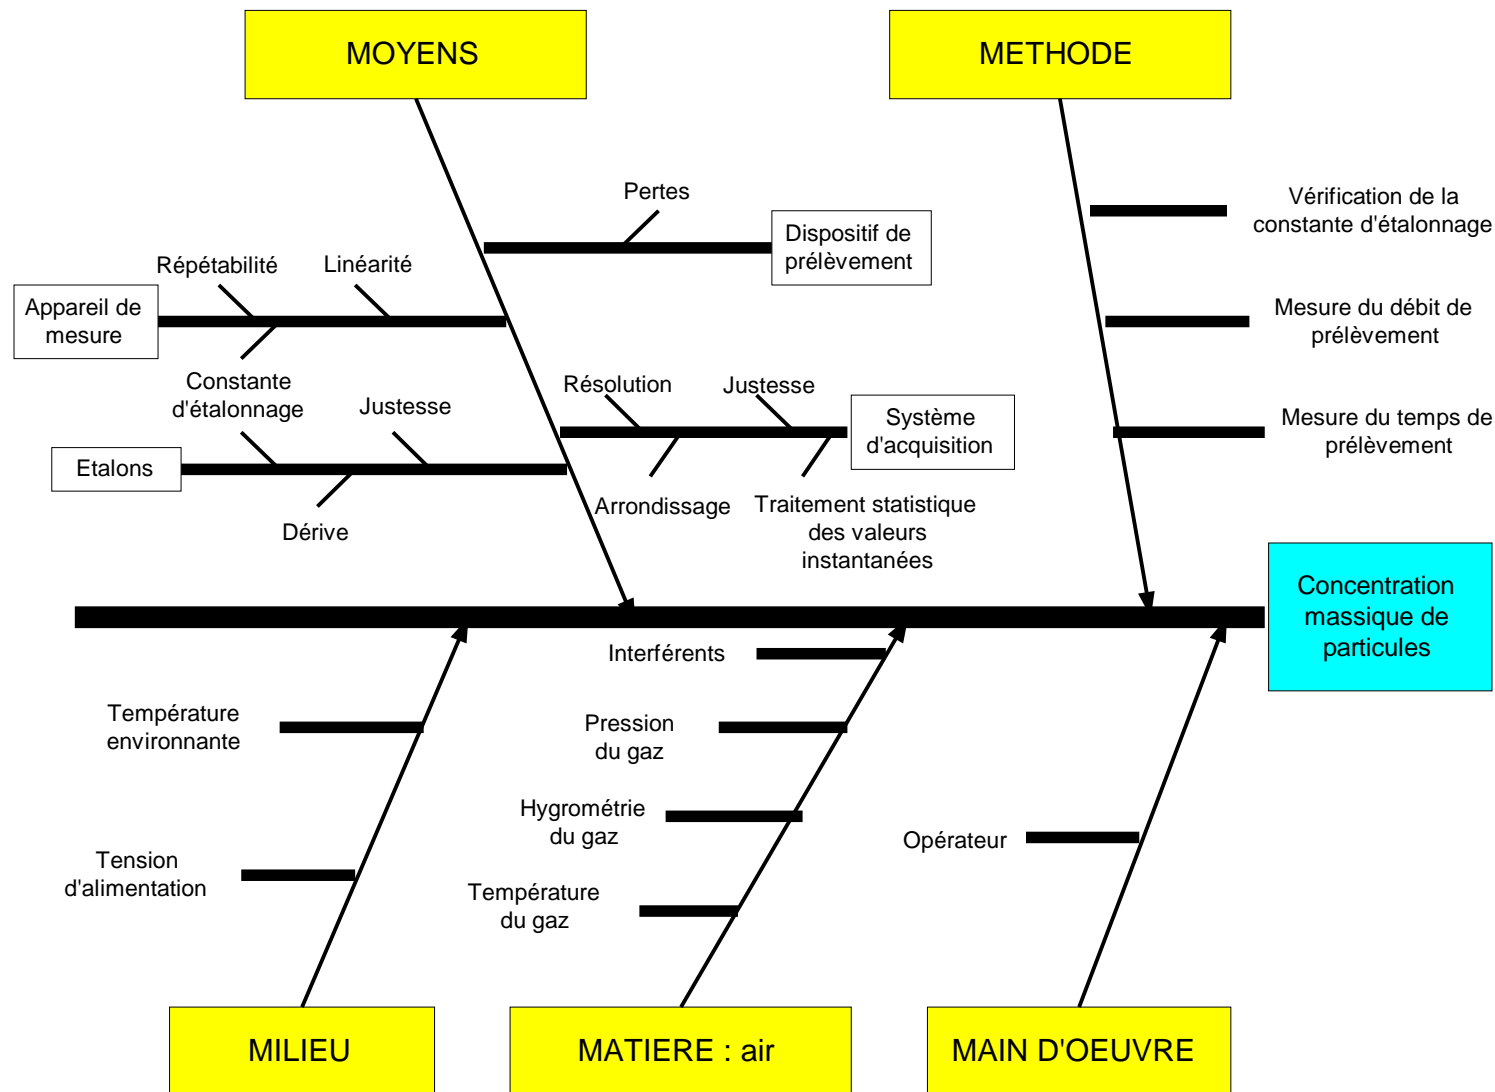 MOYENS
METHODE
Pertes
Dispositif de
prélèvement
Vérification de la
constante d'étalonnage
Répétabilité
Linéarité
Appareil de
mesure
Constante
d'étalonnage
Mesure du débit de
prélèvement
Justesse
Etalons
Dérive
Résolution
Justesse
Système
d'acquisition
Arrondissage
Traitement statistique
des valeurs
instantanées
Mesure du temps de
prélèvement
Concentration
massique de
particules
Température
environnante
Tension
d'alimentation
Interférents
Pression
du gaz
Hygrométrie
du gaz
Température
du gaz
Opérateur
MILIEU
MATIERE : air
MAIN D'OEUVRE